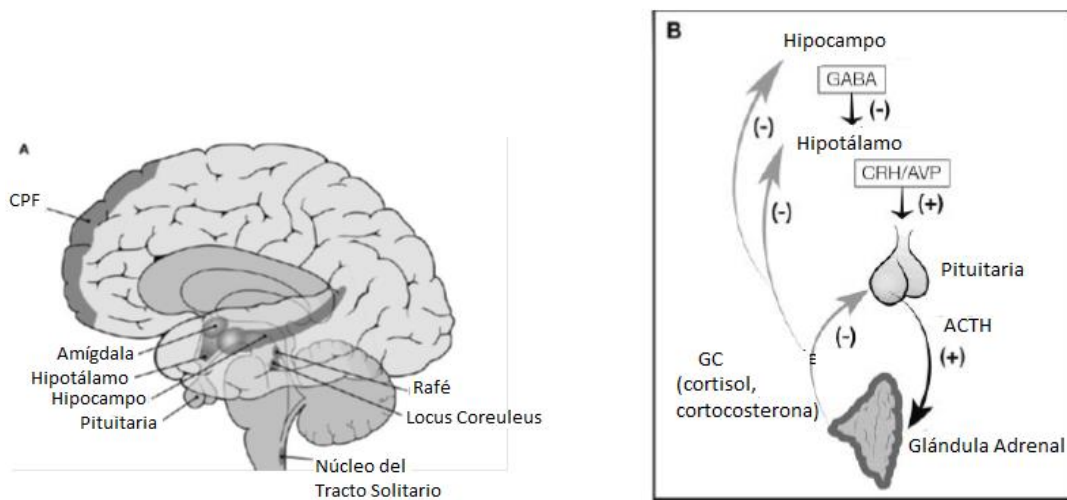 A
CPF
Amígdala
Hipotálamo
Hipocampo
Pituitaria
Rafé
Locus Coreuleus
Núcleo del
Tracto Solitario
B
Hipocampo
GABA
(-)
(-)
Hipotálamo
CRH/AVP
(-)
(+)
Pituitaria
ACTH
(-)
(+)
E
GC
(cortisol,
cortocosterona)
Glándula Adrenal